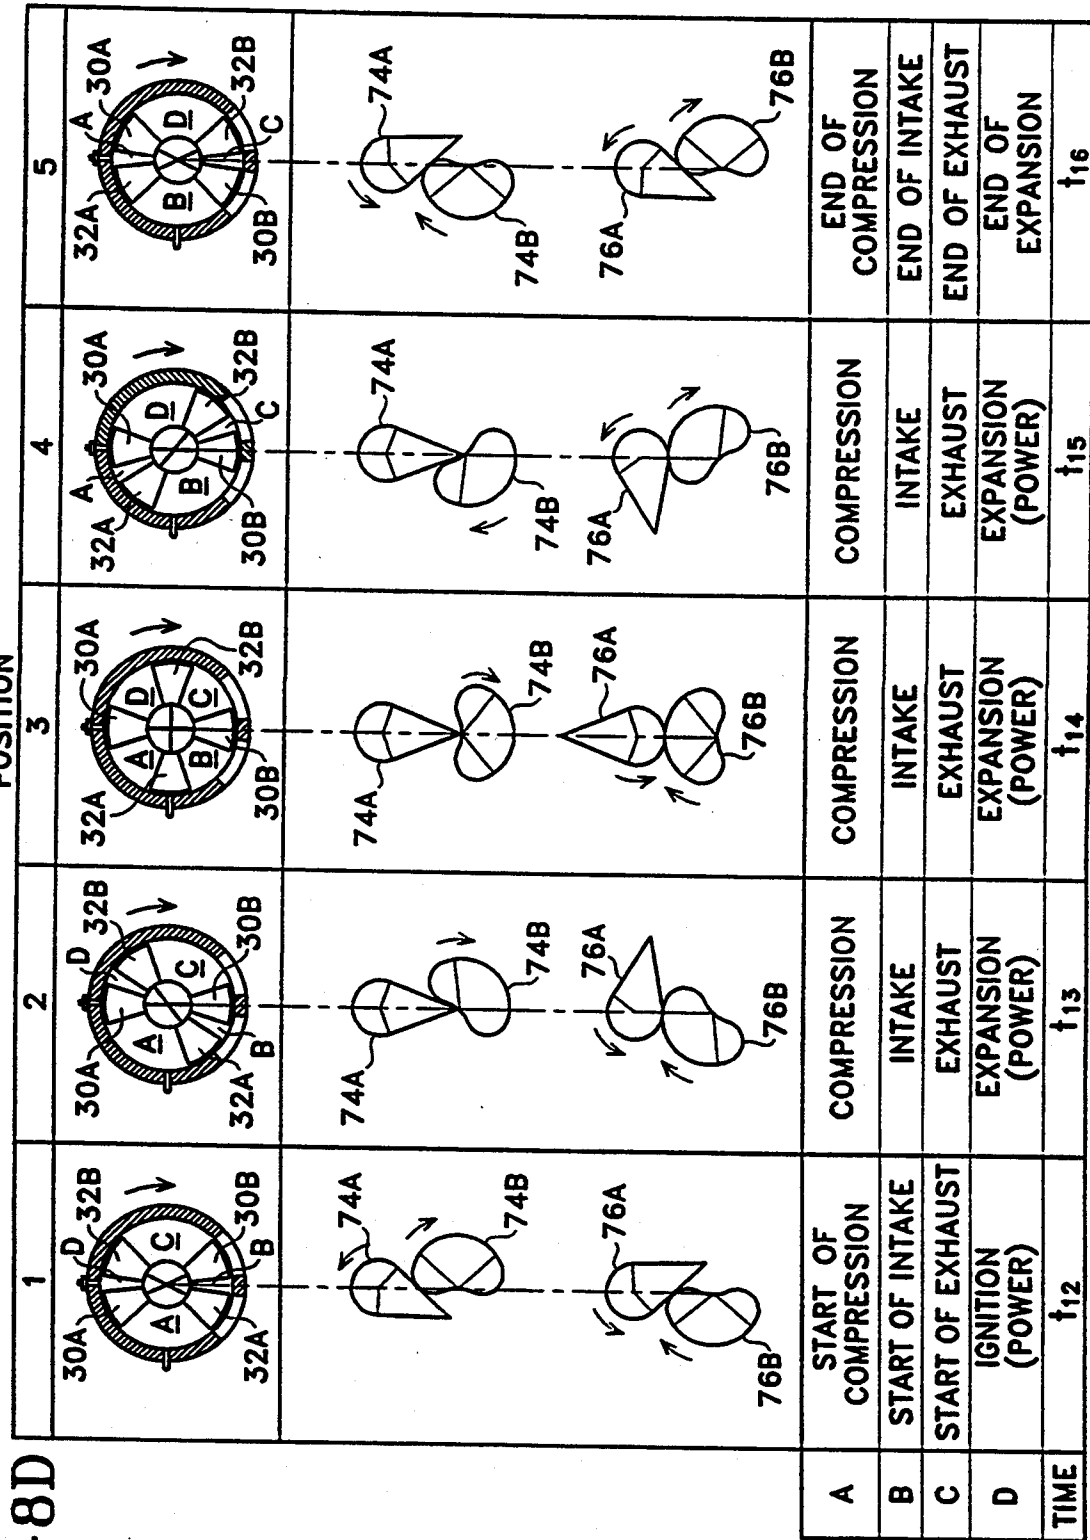 8D
POSITION
1
2
3
4
5
30A D 32B
A C
32A B 30B
30A D 32B
A C
32A B 30B
32A 30A
A D
B C
30B 32B
32A A 30A
D
B C
30B 32B
32A A 30A
B D
30B C 32B
74A
74B
76A
76B
74A
74B
76A
76B
74A
74B
76A
76B
74A
74B
76A
76B
74A
74B
76A
76B
A
START OF COMPRESSION
COMPRESSION
COMPRESSION
COMPRESSION
END OF COMPRESSION
B
START OF INTAKE
INTAKE
INTAKE
INTAKE
END OF INTAKE
C
START OF EXHAUST
EXHAUST
EXHAUST
EXHAUST
END OF EXHAUST
D
IGNITION (POWER)
EXPANSION (POWER)
EXPANSION (POWER)
EXPANSION (POWER)
END OF EXPANSION
TIME
t12
t13
t14
t15
t16